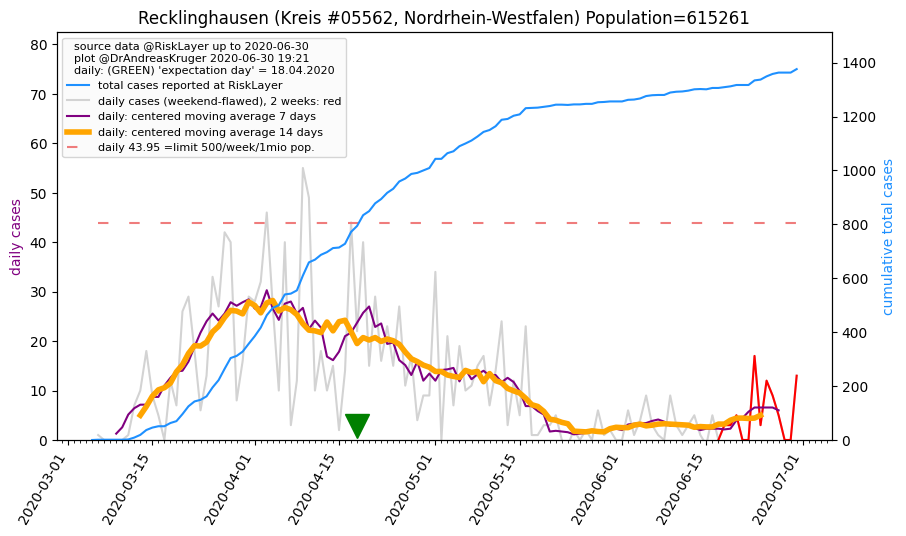 Recklinghausen (Kreis #05562, Nordrhein-Westfalen) Population=615261
source data @RiskLayer up to 2020-06-30
plot @DrAndreasKruger 2020-06-30 19:21
daily: (GREEN) 'expectation day' = 18.04.2020
total cases reported at RiskLayer
daily cases (weekend-flawed), 2 weeks: red
daily: centered moving average 7 days
daily: centered moving average 14 days
daily 43.95 =limit 500/week/1mio pop.
daily cases
80
70
60
50
40
30
20
10
0
1400
1200
1000
800
600
400
200
0
cumulative total cases
2020-03-01
2020-03-15
2020-04-01
2020-04-15
2020-05-01
2020-05-15
2020-06-01
2020-06-15
2020-07-01